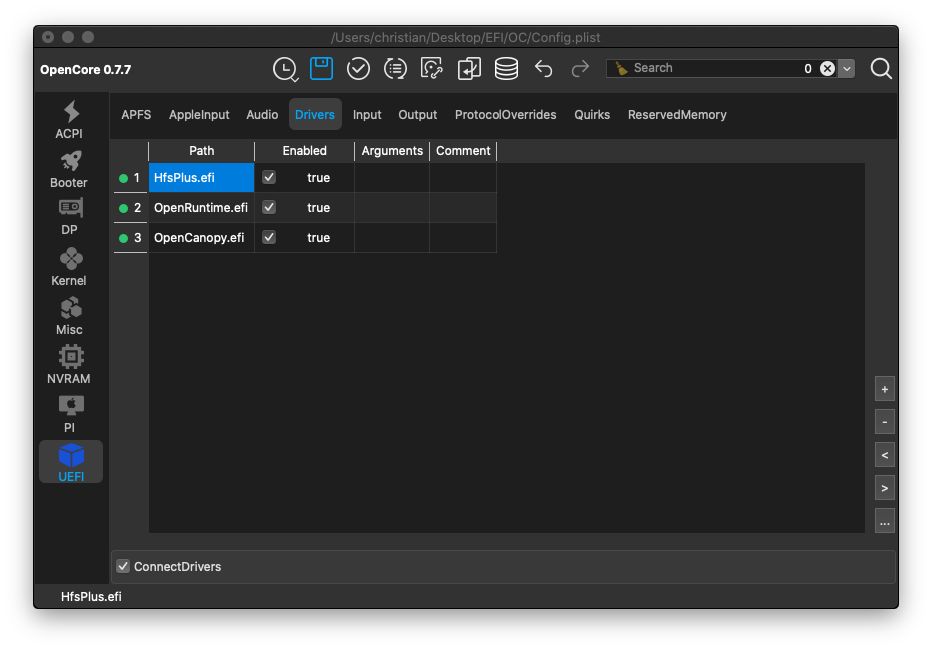 /Users/christian/Desktop/EFI/OC/Config.plist
OpenCore 0.7.7
Search 0
ACPI
Booter
DP
Kernel
Misc
NVRAM
PI
UEFI
APFS AppleInput Audio Drivers Input Output ProtocolOverrides Quirks ReservedMemory
Path Enabled Arguments Comment
1 HfsPlus.efi true
2 OpenRuntime.efi true
3 OpenCanopy.efi true
+
-
<
>
...
ConnectDrivers
HfsPlus.efi